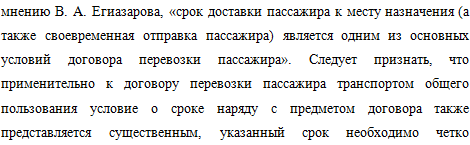 мнению В. А. Егиазарова, «срок доставки пассажира к месту назначения (а
также своевременная отправка пассажира) является одним из основных
условий договора перевозки пассажира». Следует признать, что
применительно к договору перевозки пассажира транспортом общего
пользования условие о сроке наряду с предметом договора также
представляется существенным, указанный срок необходимо четко